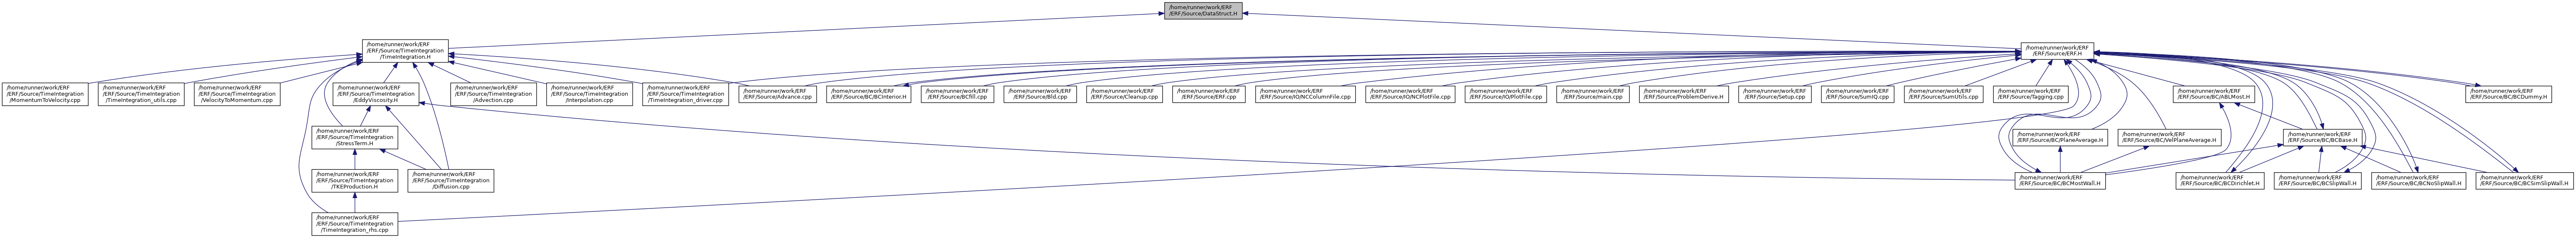 /home/runner/work/ERF
/ERF/Source/DataStruct.H
/home/runner/work/ERF
/ERF/Source/TimeIntegration
/TimeIntegration.H
/home/runner/work/ERF
/ERF/Source/ERF.H
/home/runner/work/ERF
/ERF/Source/TimeIntegration
/MomentumToVelocity.cpp
/home/runner/work/ERF
/ERF/Source/TimeIntegration
/TimeIntegration_utils.cpp
/home/runner/work/ERF
/ERF/Source/TimeIntegration
/VelocityToMomentum.cpp
/home/runner/work/ERF
/ERF/Source/TimeIntegration
/EddyViscosity.H
/home/runner/work/ERF
/ERF/Source/TimeIntegration
/Advection.cpp
/home/runner/work/ERF
/ERF/Source/TimeIntegration
/Interpolation.cpp
/home/runner/work/ERF
/ERF/Source/TimeIntegration
/TimeIntegration_driver.cpp
/home/runner/work/ERF
/ERF/Source/Advance.cpp
/home/runner/work/ERF
/ERF/Source/BC/BCInterior.H
/home/runner/work/ERF
/ERF/Source/BCfill.cpp
/home/runner/work/ERF
/ERF/Source/Bld.cpp
/home/runner/work/ERF
/ERF/Source/Cleanup.cpp
/home/runner/work/ERF
/ERF/Source/ERF.cpp
/home/runner/work/ERF
/ERF/Source/IO/NCColumnFile.cpp
/home/runner/work/ERF
/ERF/Source/IO/NCPlotFile.cpp
/home/runner/work/ERF
/ERF/Source/IO/PlotFile.cpp
/home/runner/work/ERF
/ERF/Source/main.cpp
/home/runner/work/ERF
/ERF/Source/ProblemDerive.H
/home/runner/work/ERF
/ERF/Source/Setup.cpp
/home/runner/work/ERF
/ERF/Source/SumIQ.cpp
/home/runner/work/ERF
/ERF/Source/SumUtils.cpp
/home/runner/work/ERF
/ERF/Source/Tagging.cpp
/home/runner/work/ERF
/ERF/Source/BC/ABLMost.H
/home/runner/work/ERF
/ERF/Source/BC/BCDummy.H
/home/runner/work/ERF
/ERF/Source/TimeIntegration
/StressTerm.H
/home/runner/work/ERF
/ERF/Source/BC/PlaneAverage.H
/home/runner/work/ERF
/ERF/Source/BC/VelPlaneAverage.H
/home/runner/work/ERF
/ERF/Source/BC/BCBase.H
/home/runner/work/ERF
/ERF/Source/TimeIntegration
/TKEProduction.H
/home/runner/work/ERF
/ERF/Source/TimeIntegration
/Diffusion.cpp
/home/runner/work/ERF
/ERF/Source/BC/BCMostWall.H
/home/runner/work/ERF
/ERF/Source/BC/BCDirichlet.H
/home/runner/work/ERF
/ERF/Source/BC/BCSlipWall.H
/home/runner/work/ERF
/ERF/Source/BC/BCNoSlipWall.H
/home/runner/work/ERF
/ERF/Source/BC/BCSimSlipWall.H
/home/runner/work/ERF
/ERF/Source/TimeIntegration
/TimeIntegration_rhs.cpp